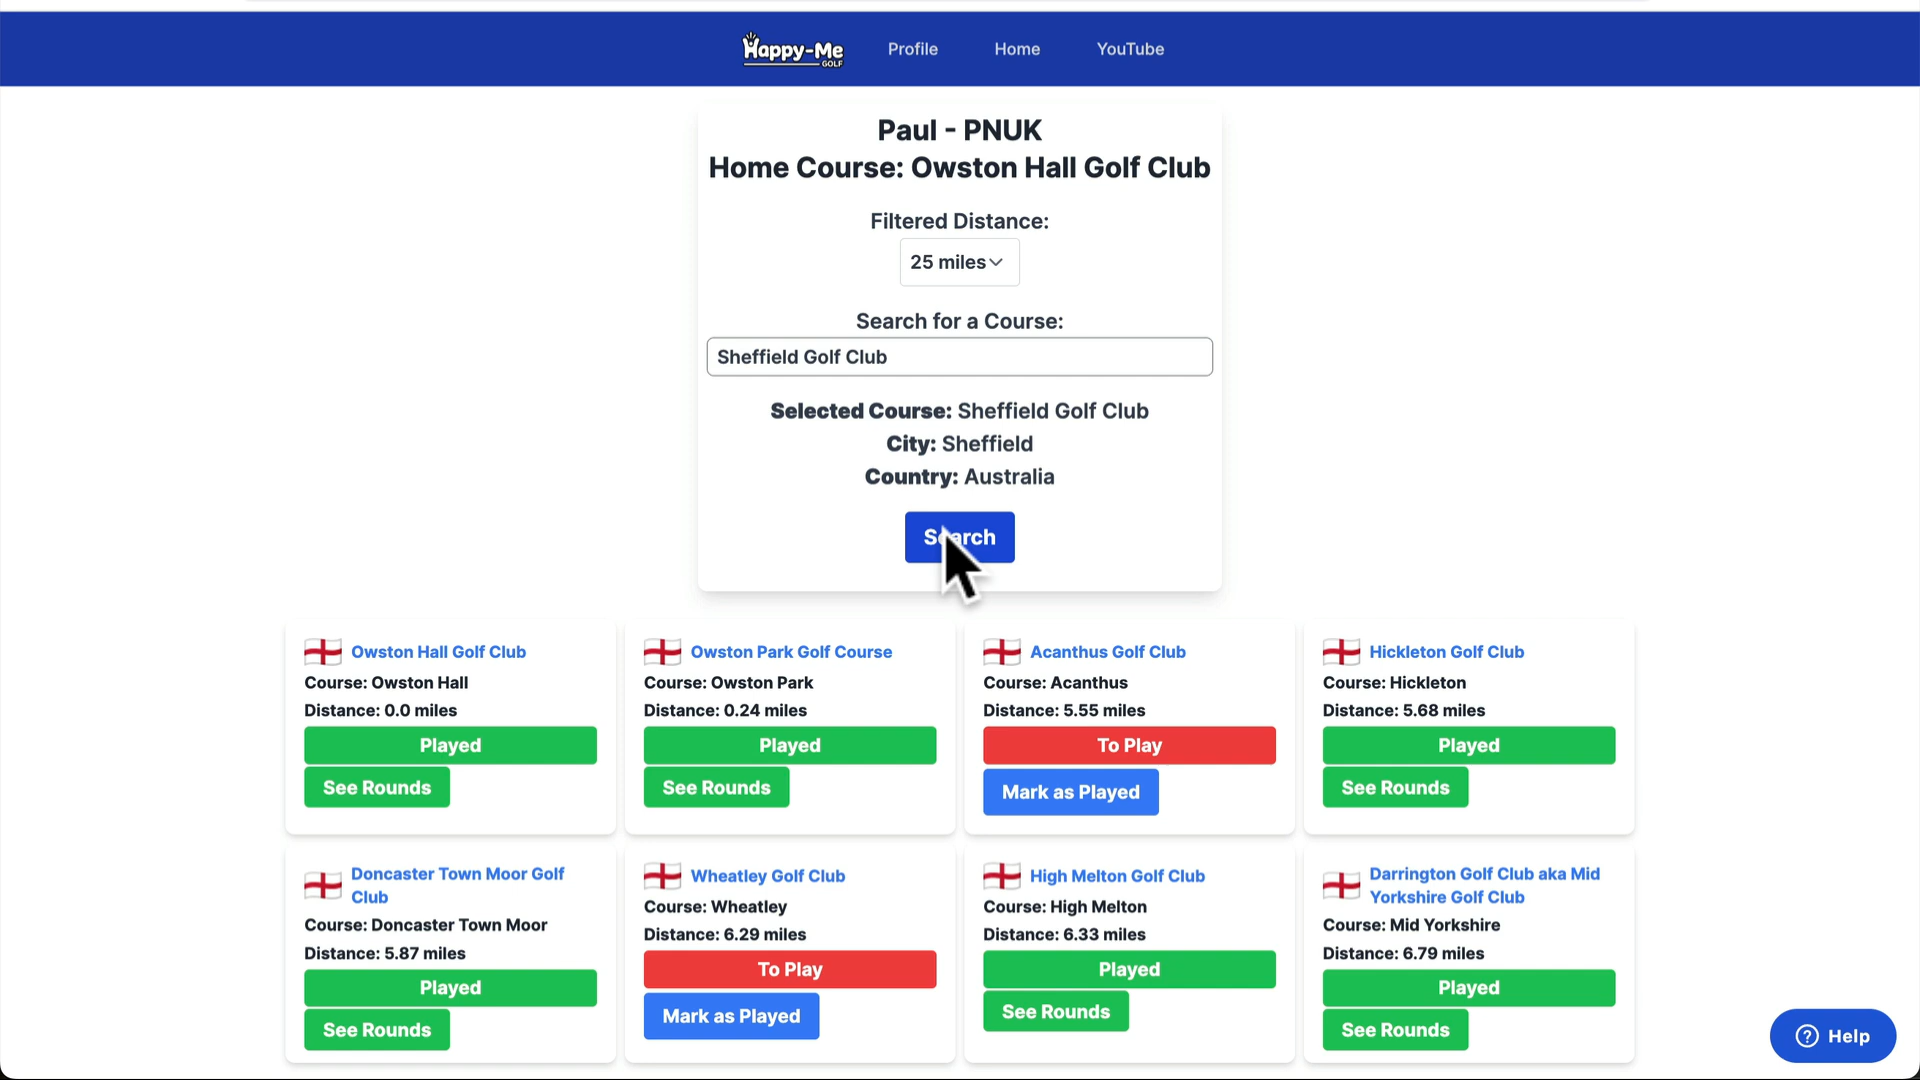 Happy-Me
GOLF
Profile
Home
YouTube
Paul - PNUK
Home Course: Owston Hall Golf Club
Filtered Distance:
25 miles
Search for a Course:
Sheffield Golf Club
Selected Course: Sheffield Golf Club
City: Sheffield
Country: Australia
Search
Owston Hall Golf Club
Course: Owston Hall
Distance: 0.0 miles
Played
See Rounds
Owston Park Golf Course
Course: Owston Park
Distance: 0.24 miles
Played
See Rounds
Acanthus Golf Club
Course: Acanthus
Distance: 5.55 miles
To Play
Mark as Played
Hickleton Golf Club
Course: Hickleton
Distance: 5.68 miles
Played
See Rounds
Doncaster Town Moor Golf
Club
Course: Doncaster Town Moor
Distance: 5.87 miles
Played
See Rounds
Wheatley Golf Club
Course: Wheatley
Distance: 6.29 miles
To Play
Mark as Played
High Melton Golf Club
Course: High Melton
Distance: 6.33 miles
Played
See Rounds
Darrington Golf Club aka Mid
Yorkshire Golf Club
Course: Mid Yorkshire
Distance: 6.79 miles
Played
See Rounds
Help